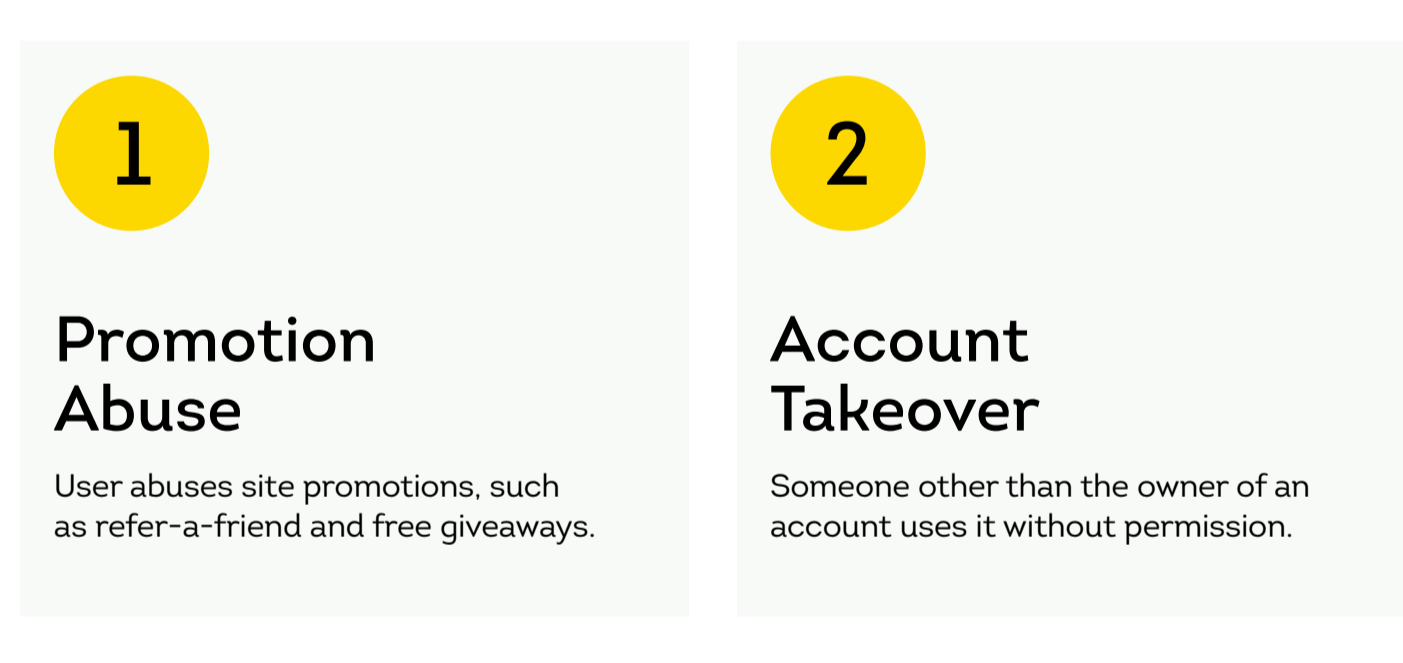 1
Promotion
Abuse
User abuses site promotions, such
as refer-a-friend and free giveaways.
2
Account
Takeover
Someone other than the owner of an
account uses it without permission.